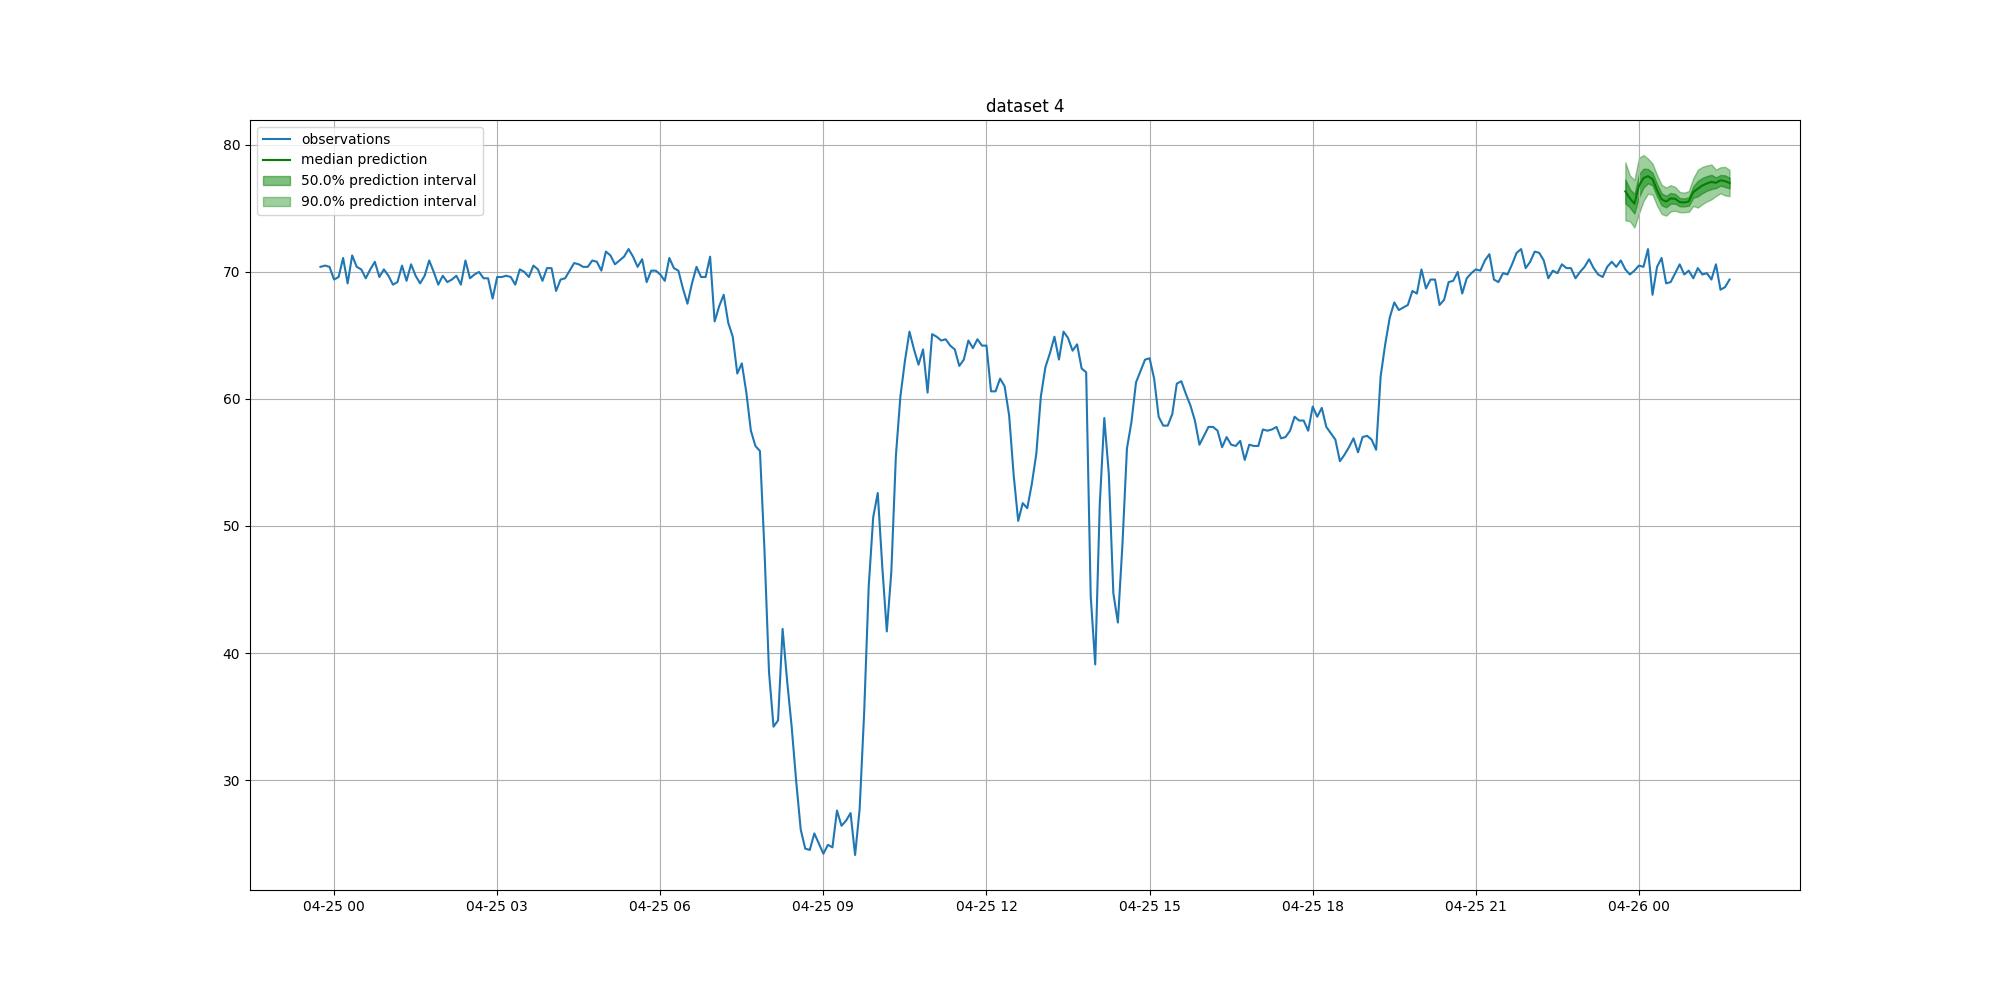 dataset 4
observations
median prediction
50.0% prediction interval
90.0% prediction interval
80
70
60
50
40
30
04-25 00 04-25 03 04-25 06 04-25 09 04-25 12 04-25 15 04-25 18 04-25 21 04-26 00